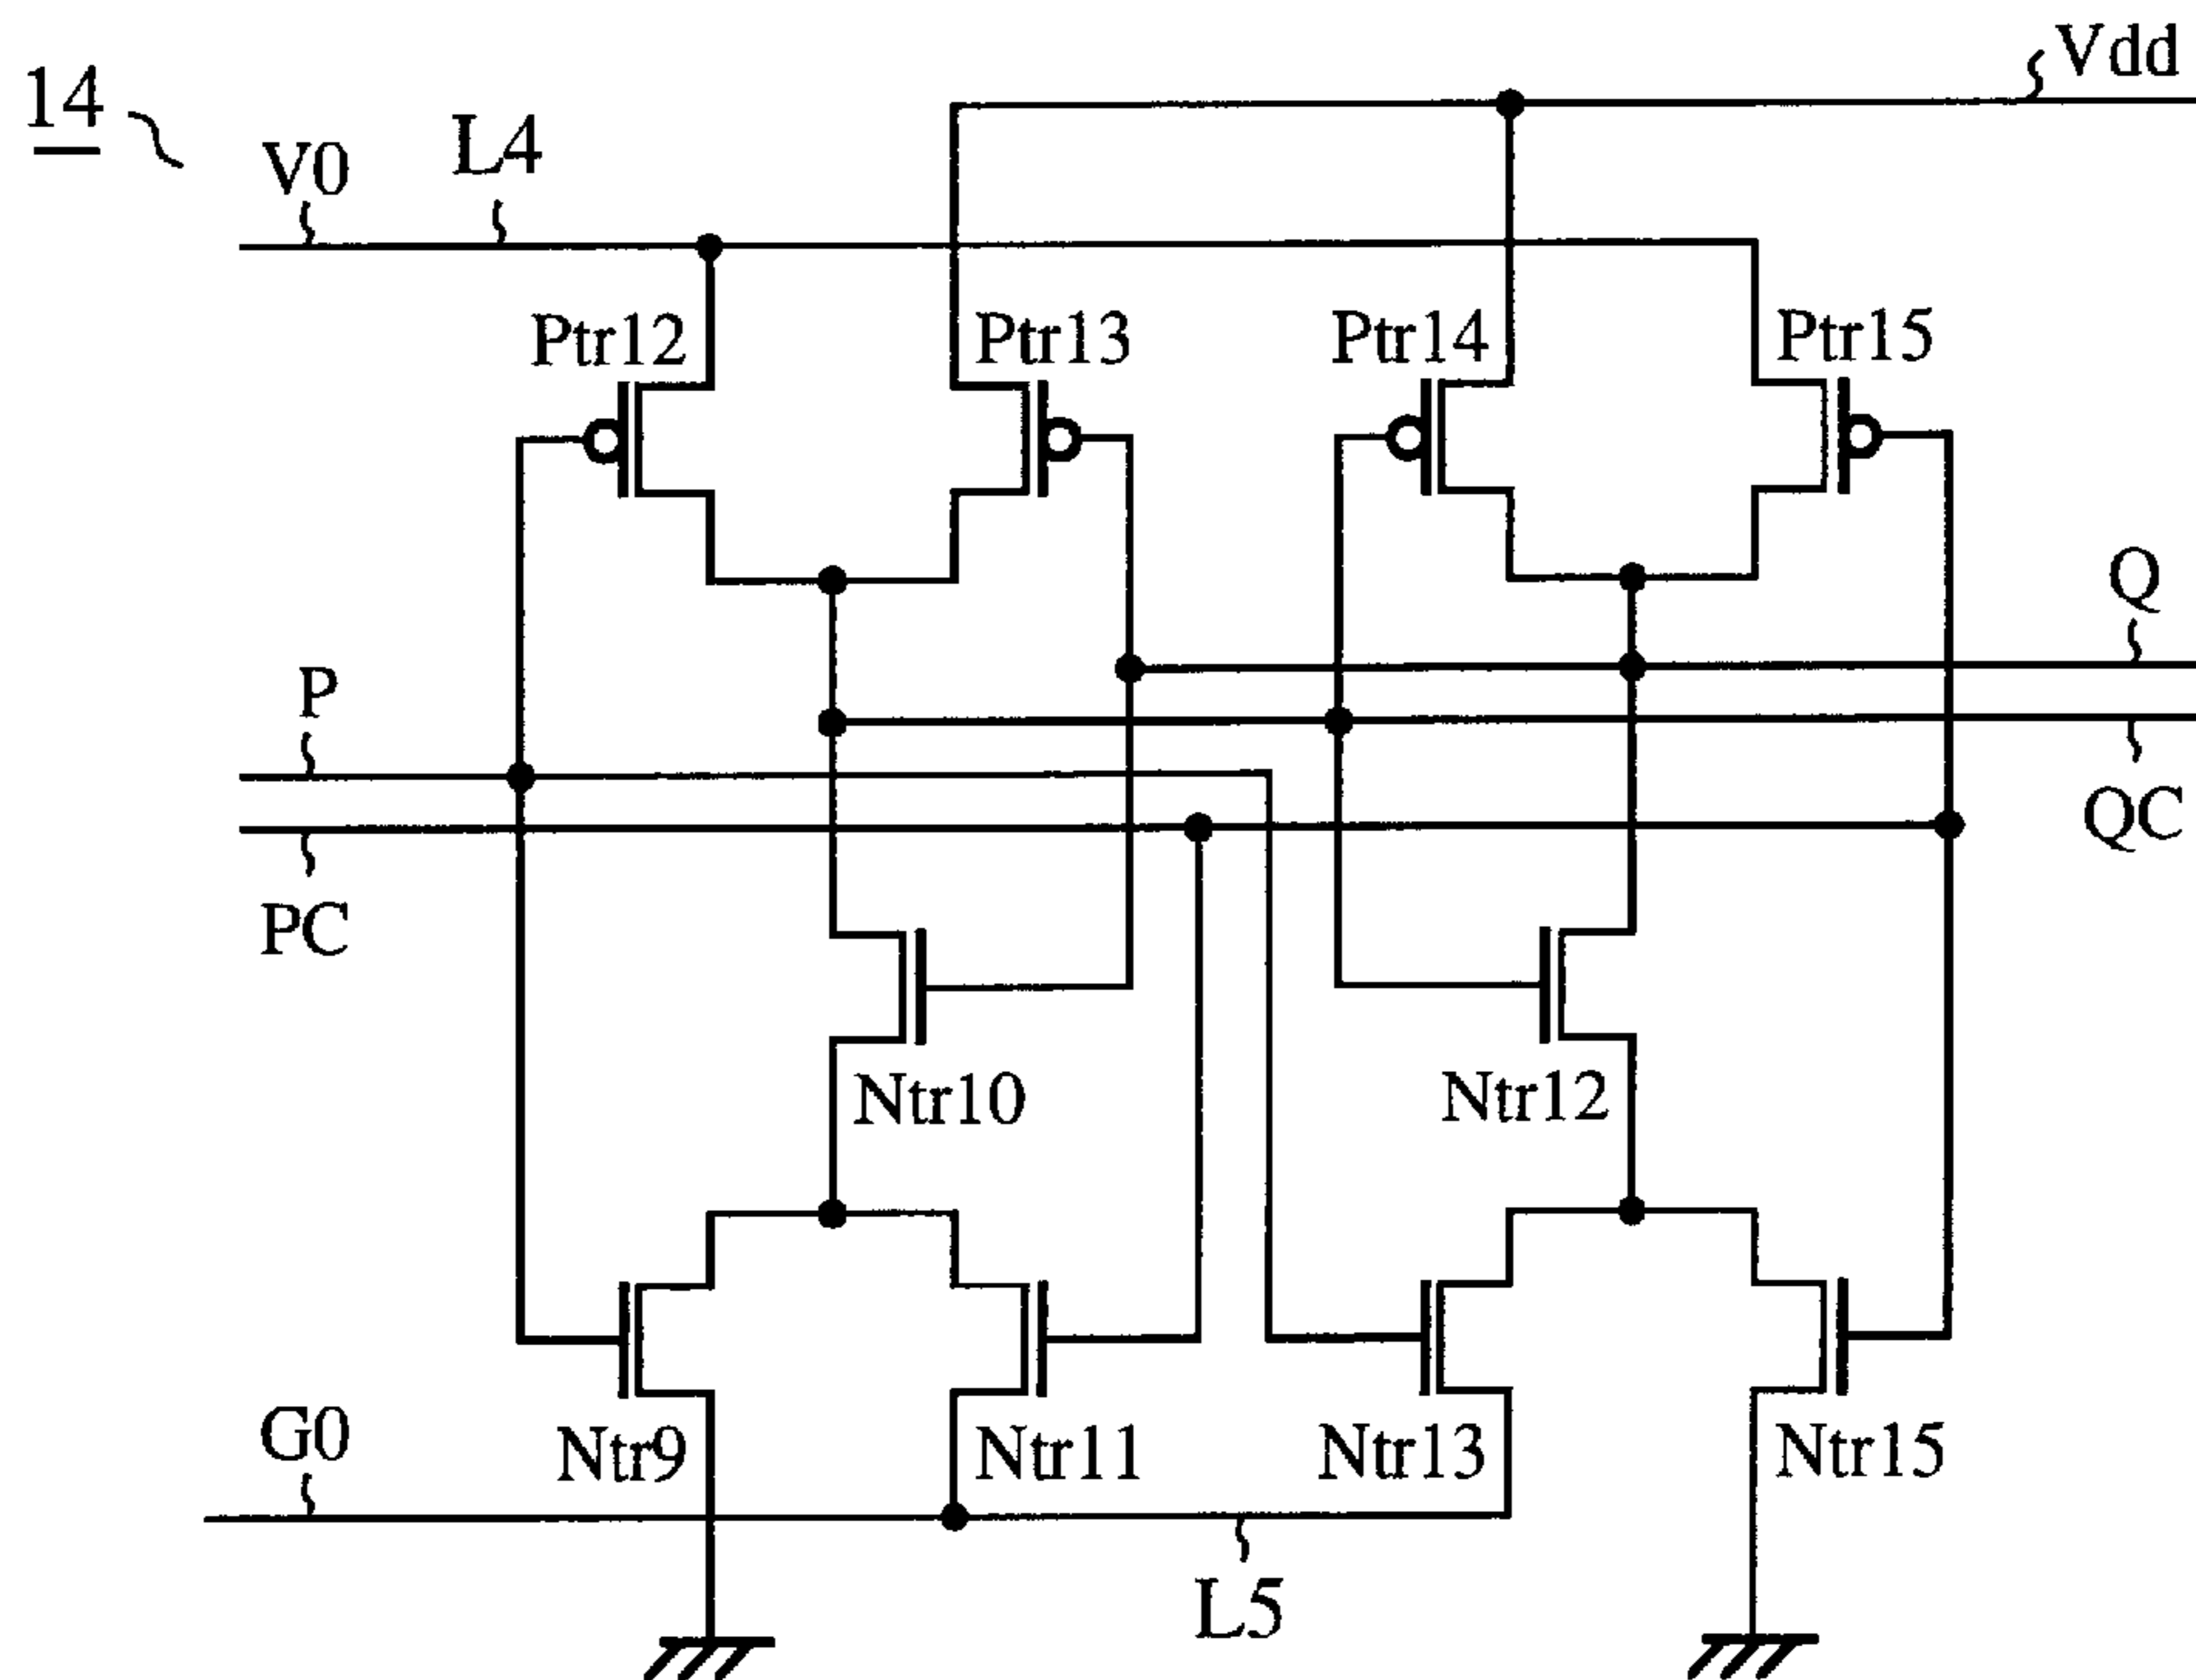 Vdd
14
V0
L4
Ptr12
Ptr13
Ptr14
Ptr15
Q
P
QC
PC
Ntr10
Ntr12
G0
Ntr9
Ntr11
Ntr13
Ntr15
L5